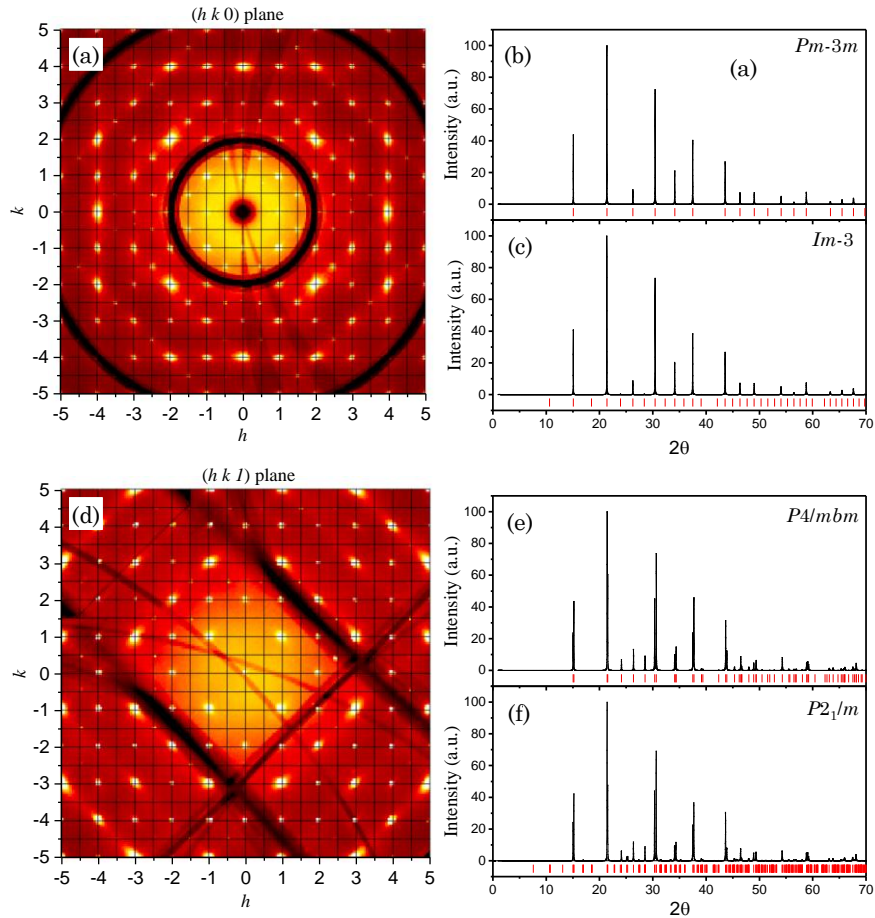 (h k 0) plane
(a)
5
4
3
2
1
0
-1
-2
-3
-4
-5
k
-5 -4 -3 -2 -1 0 1 2 3 4 5
h
(b)
(a)
Pm-3m
Intensity (a.u.)
100
80
60
40
20
0
(c)
Im-3
Intensity (a.u.)
100
80
60
40
20
0
0 10 20 30 40 50 60 70
2θ
(h k 1) plane
(d)
5
4
3
2
1
0
-1
-2
-3
-4
-5
k
-5 -4 -3 -2 -1 0 1 2 3 4 5
h
(e)
P4/mbm
Intensity (a.u.)
100
80
60
40
20
0
(f)
P2₁/m
Intensity (a.u.)
100
80
60
40
20
0
0 10 20 30 40 50 60 70
2θ